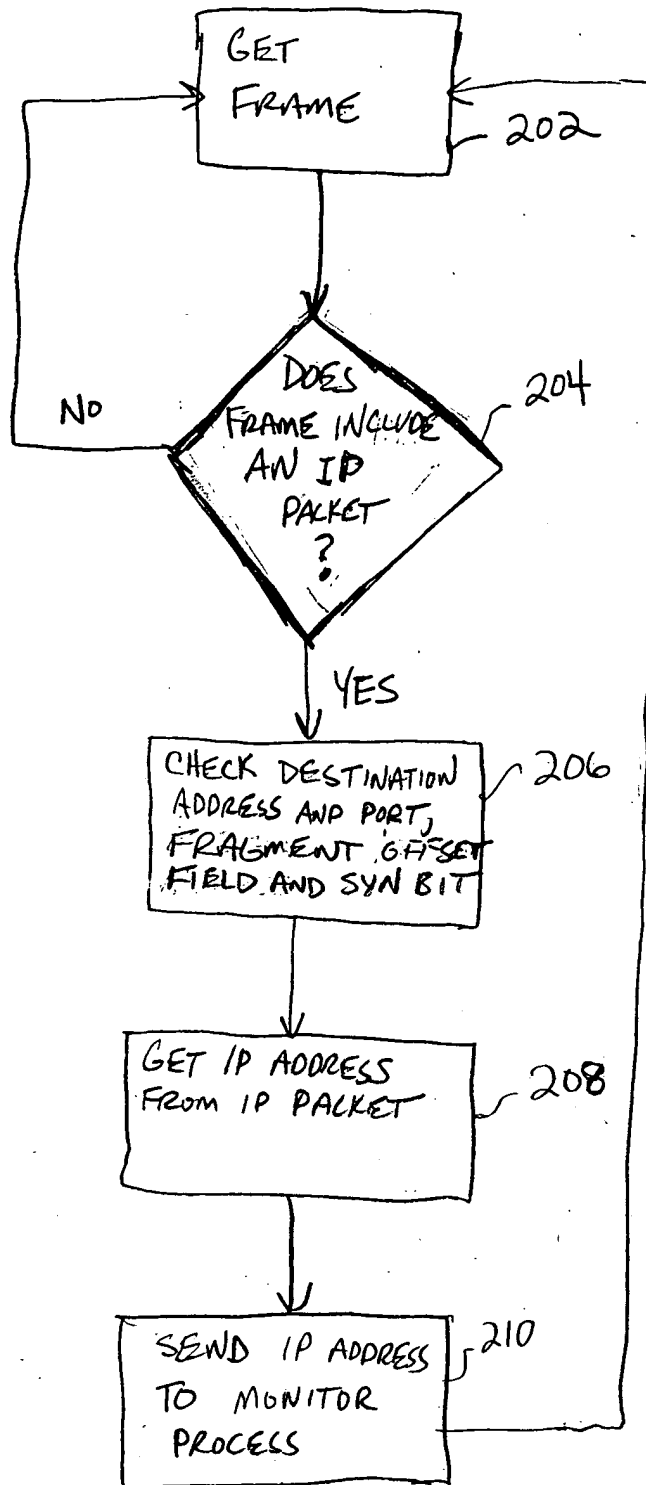 GET
FRAME
202
DOES
FRAME INCLUDE
AN IP
PACKET
?
204
NO
YES
CHECK DESTINATION
ADDRESS AND PORT,
FRAGMENT OFFSET
FIELD AND SYN BIT
206
GET IP ADDRESS
FROM IP PACKET
208
SEND IP ADDRESS
TO MONITOR
PROCESS
210